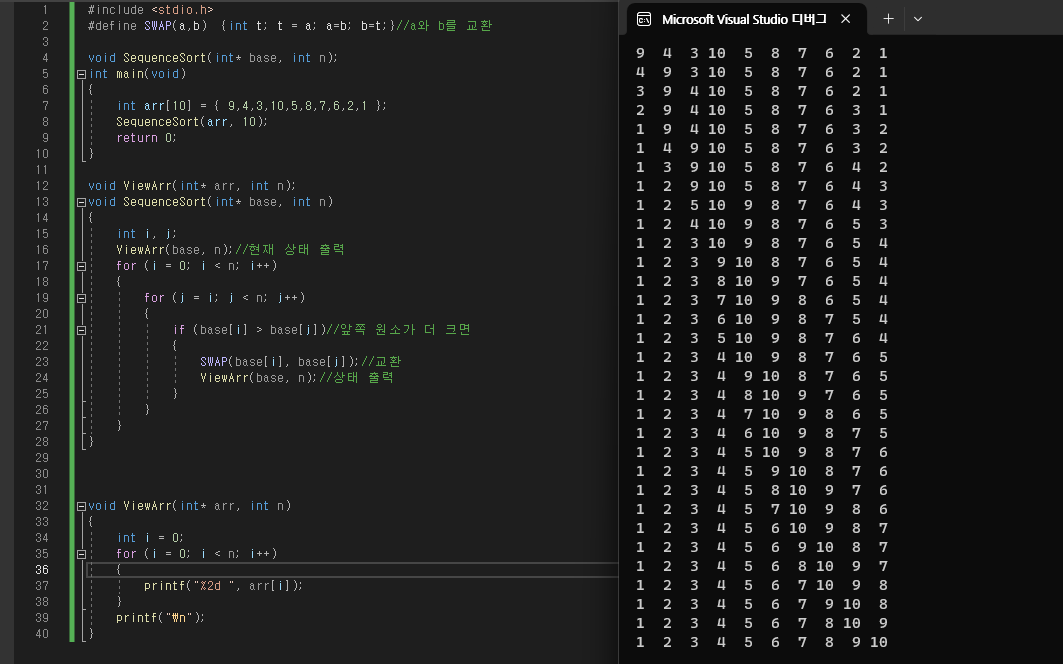 1 #include <stdio.h>
2 #define SWAP(a,b) {int t; t = a; a=b; b=t;}//a와 b를 교환
3
4 void SequenceSort(int* base, int n);
5 int main(void)
6 {
7 int arr[10] = { 9,4,3,10,5,8,7,6,2,1 };
8 SequenceSort(arr, 10);
9 return 0;
10 }
11
12 void ViewArr(int* arr, int n);
13 void SequenceSort(int* base, int n)
14 {
15 int i, j;
16 ViewArr(base, n);//현재 상태 출력
17 for (i = 0; i < n; i++)
18 {
19 for (j = i; j < n; j++)
20 {
21 if (base[i] > base[j])//앞쪽 원소가 더 크면
22 {
23 SWAP(base[i], base[j]);//교환
24 ViewArr(base, n);//상태 출력
25 }
26 }
27 }
28 }
29
30
31
32 void ViewArr(int* arr, int n)
33 {
34 int i = 0;
35 for (i = 0; i < n; i++)
36 {
37 printf("%2d ", arr[i]);
38 }
39 printf("₩n");
40 }
Microsoft Visual Studio 디버그
9 4 3 10 5 8 7 6 2 1
4 9 3 10 5 8 7 6 2 1
3 9 4 10 5 8 7 6 2 1
2 9 4 10 5 8 7 6 3 1
1 9 4 10 5 8 7 6 3 2
1 4 9 10 5 8 7 6 3 2
1 3 9 10 5 8 7 6 4 2
1 2 9 10 5 8 7 6 4 3
1 2 5 10 9 8 7 6 4 3
1 2 4 10 9 8 7 6 5 3
1 2 3 10 9 8 7 6 5 4
1 2 3 9 10 8 7 6 5 4
1 2 3 8 10 9 7 6 5 4
1 2 3 7 10 9 8 6 5 4
1 2 3 6 10 9 8 7 5 4
1 2 3 5 10 9 8 7 6 4
1 2 3 4 10 9 8 7 6 5
1 2 3 4 9 10 8 7 6 5
1 2 3 4 8 10 9 7 6 5
1 2 3 4 7 10 9 8 6 5
1 2 3 4 6 10 9 8 7 5
1 2 3 4 5 10 9 8 7 6
1 2 3 4 5 9 10 8 7 6
1 2 3 4 5 8 10 9 7 6
1 2 3 4 5 7 10 9 8 6
1 2 3 4 5 6 10 9 8 7
1 2 3 4 5 6 9 10 8 7
1 2 3 4 5 6 8 10 9 7
1 2 3 4 5 6 7 10 9 8
1 2 3 4 5 6 7 9 10 8
1 2 3 4 5 6 7 8 10 9
1 2 3 4 5 6 7 8 9 10